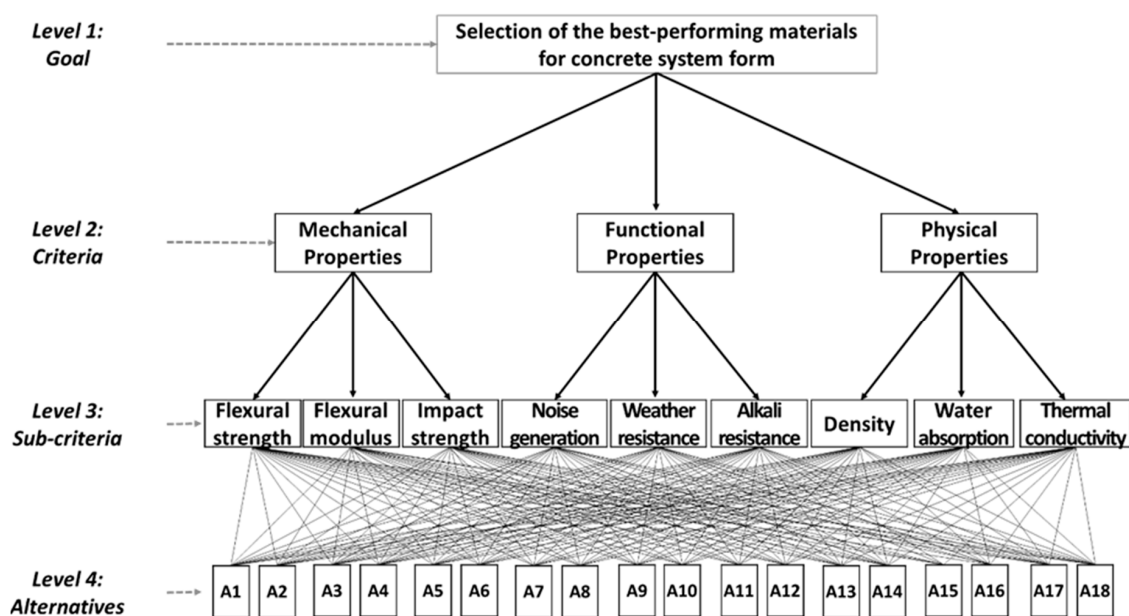 Level 1:
Goal
Selection of the best-performing materials
for concrete system form
Level 2:
Criteria
Mechanical
Properties
Functional
Properties
Physical
Properties
Level 3:
Sub-criteria
Flexural
strength
Flexural
modulus
Impact
strength
Noise
generation
Weather
resistance
Alkali
resistance
Density
Water
absorption
Thermal
conductivity
Level 4:
Alternatives
A1
A2
A3
A4
A5
A6
A7
A8
A9
A10
A11
A12
A13
A14
A15
A16
A17
A18